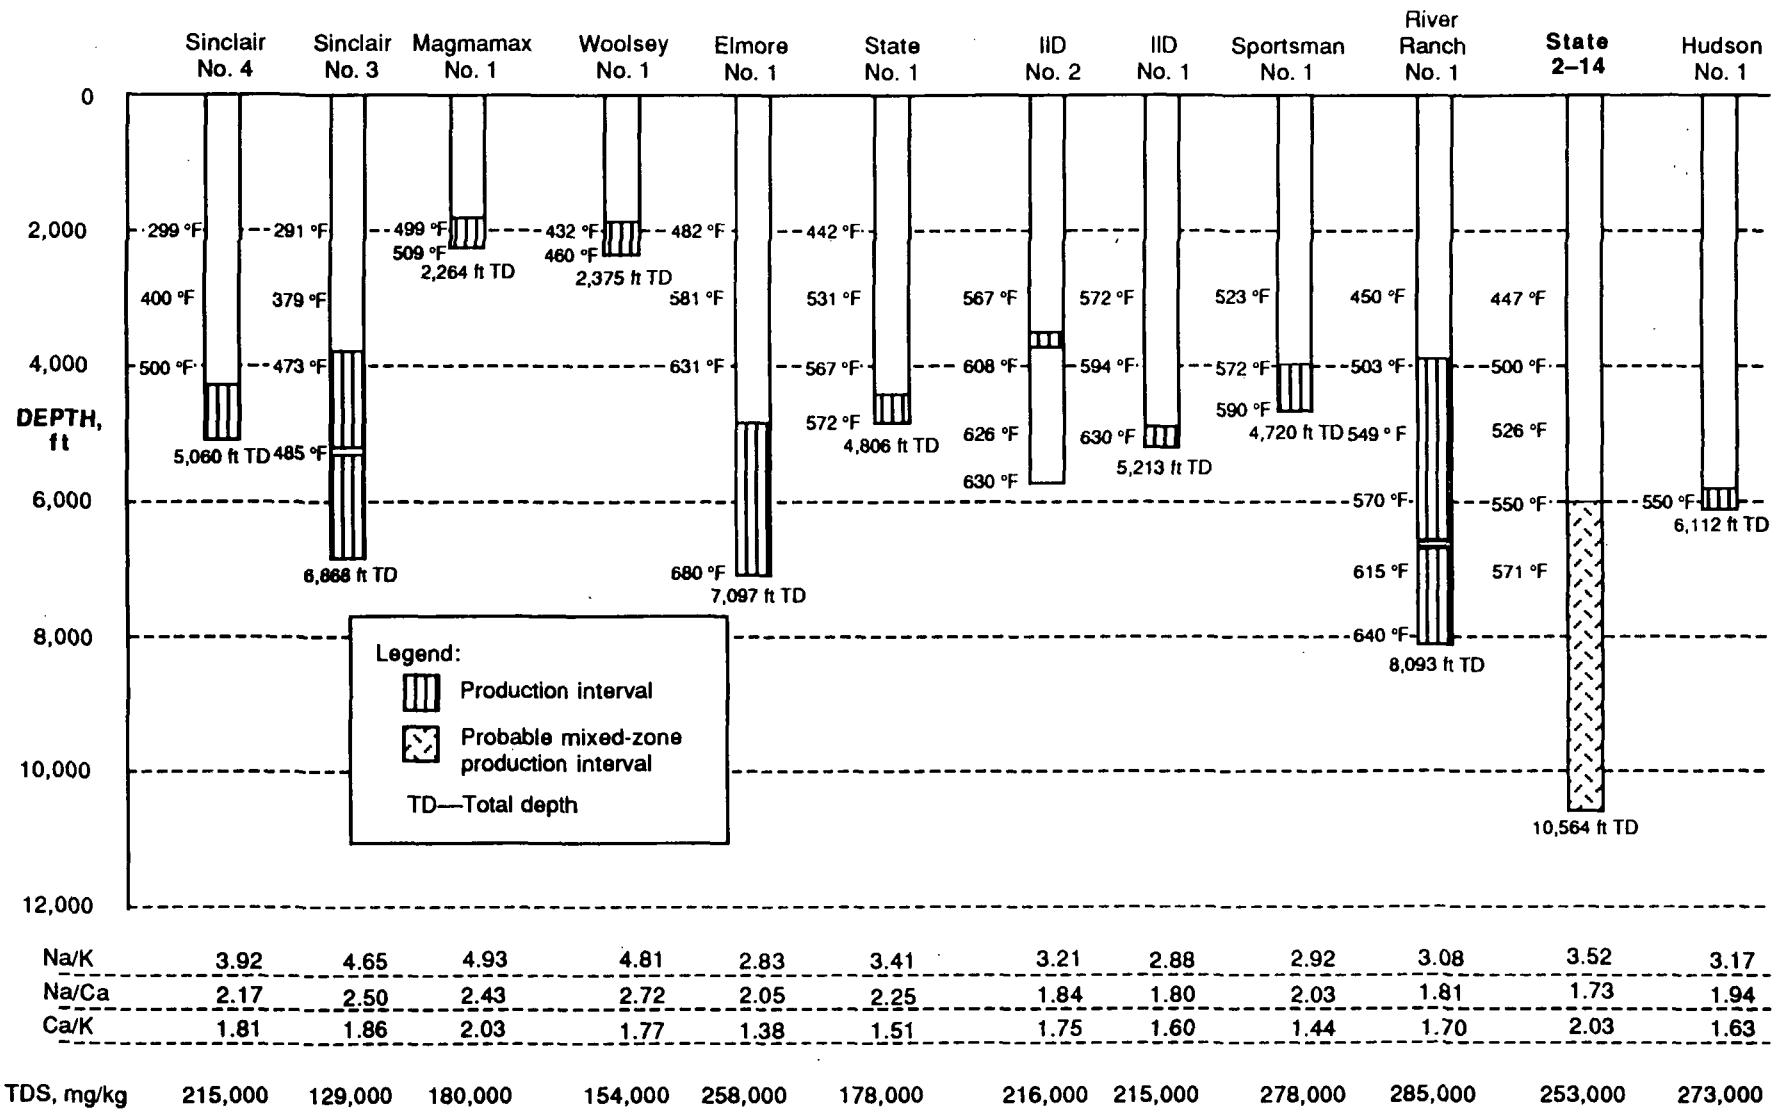 Sinclair No. 4
Sinclair No. 3
Magmamax No. 1
Woolsey No. 1
Elmore No. 1
State No. 1
IID No. 2
IID No. 1
Sportsman No. 1
River Ranch No. 1
State 2–14
Hudson No. 1
0
2,000 299 °F 291 °F 499 °F 432 °F 482 °F 442 °F
509 °F 460 °F
2,264 ft TD 2,375 ft TD
400 °F 379 °F 581 °F 531 °F 567 °F 572 °F 523 °F 450 °F 447 °F
4,000 500 °F 473 °F 631 °F 567 °F 608 °F 594 °F 572 °F 503 °F 500 °F
DEPTH, ft
590 °F
572 °F 626 °F 630 °F 4,720 ft TD 549 °F 526 °F
5,060 ft TD 485 °F 4,806 ft TD 5,213 ft TD
630 °F
6,000 570 °F 550 °F 550 °F
6,112 ft TD
6,868 ft TD 680 °F 615 °F 571 °F
7,097 ft TD
8,000 640 °F
8,093 ft TD
Legend:
Production interval
Probable mixed-zone
production interval
TD—Total depth
10,000
10,564 ft TD
12,000
Na/K 3.92 4.65 4.93 4.81 2.83 3.41 3.21 2.88 2.92 3.08 3.52 3.17
Na/Ca 2.17 2.50 2.43 2.72 2.05 2.25 1.84 1.80 2.03 1.81 1.73 1.94
Ca/K 1.81 1.86 2.03 1.77 1.38 1.51 1.75 1.60 1.44 1.70 2.03 1.63
TDS, mg/kg 215,000 129,000 180,000 154,000 258,000 178,000 216,000 215,000 278,000 285,000 253,000 273,000